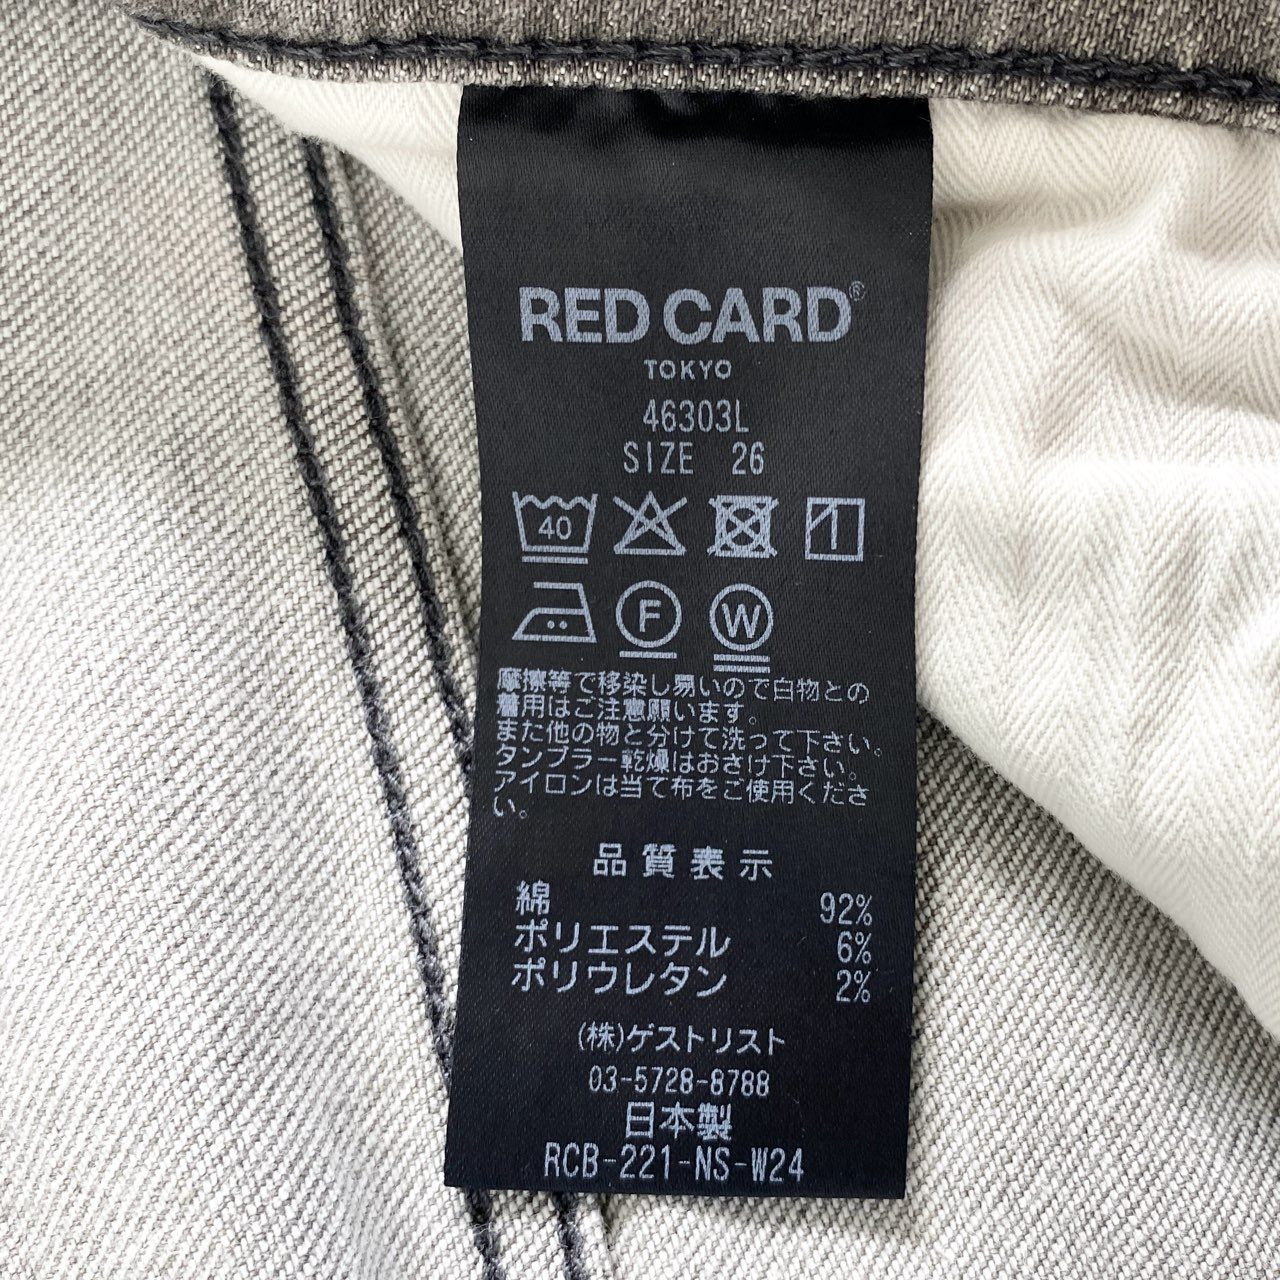 RED CARD®
TOKYO
46303L
SIZE 26
40
F W
摩擦等で移染し易いので白物との
着用はご注意願います。
また他の物と分けて洗って下さい。
タンブラー乾燥はおさけ下さい。
アイロンは当て布をご使用くださ
い。
品質表示
綿 92%
ポリエステル 6%
ポリウレタン 2%
(株)ゲストリスト
03-5728-8788
日本製
RCB-221-NS-W24